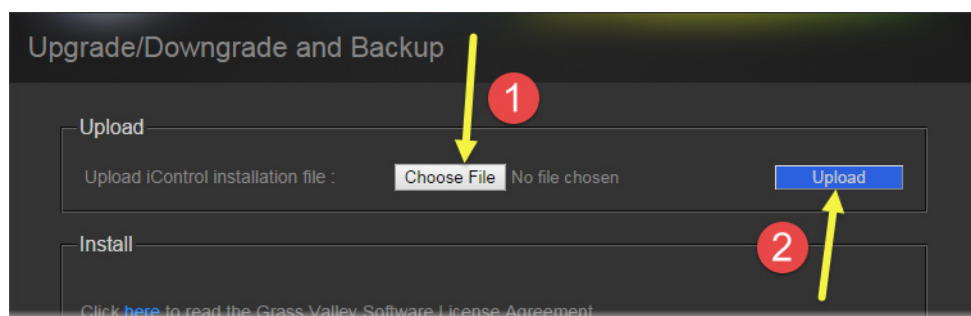 Upgrade/Downgrade and Backup
1
Upload
Upload iControl installation file :
Choose File No file chosen
Upload
2
Install
Click here to read the Grass Valley Software License Agreement